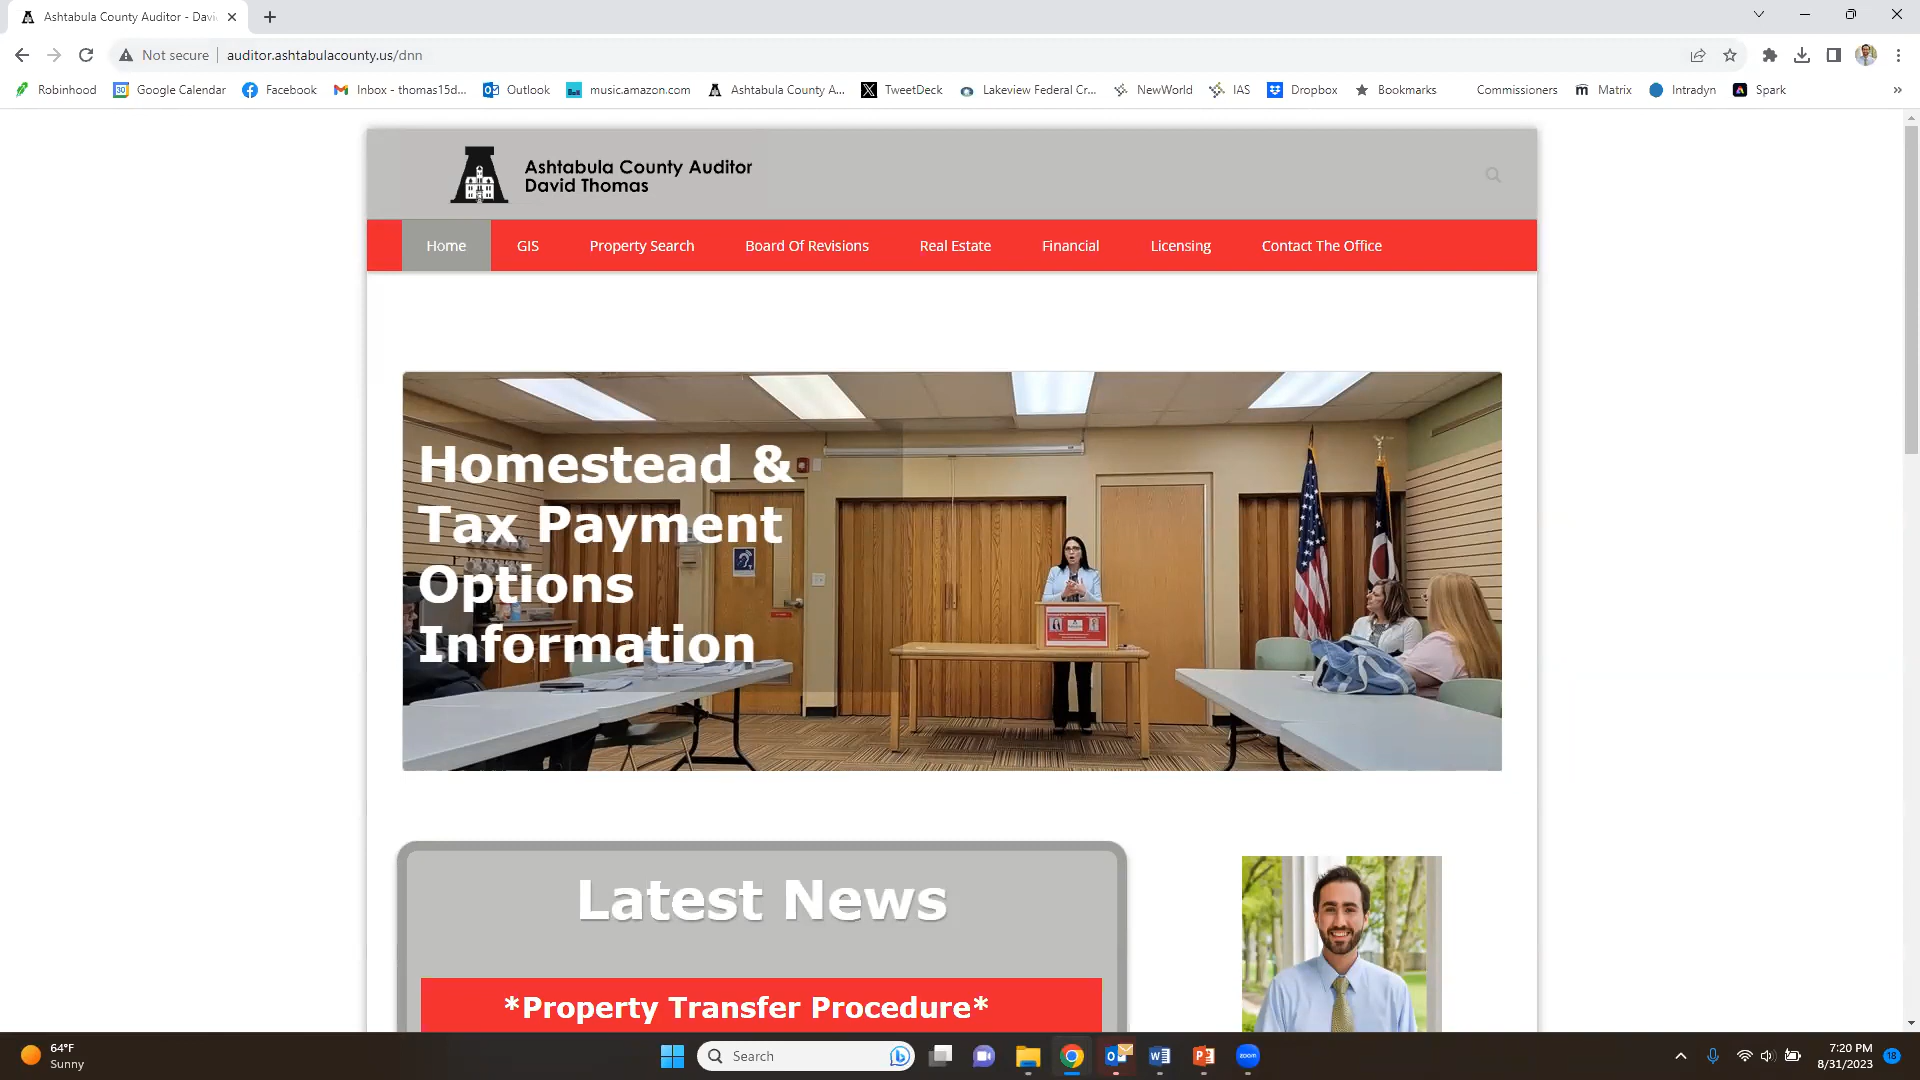 Ashtabula County Auditor - Davi
Not secure
auditor.ashtabulacounty.us/dnn
Robinhood
Google Calendar
Facebook
Inbox - thomas15d...
Outlook
music.amazon.com
Ashtabula County A...
TweetDeck
Lakeview Federal Cr...
NewWorld
IAS
Dropbox
Bookmarks
Commissioners
Matrix
Intradyn
Spark
»
Ashtabula County Auditor
David Thomas
Home
GIS
Property Search
Board Of Revisions
Real Estate
Financial
Licensing
Contact The Office
Homestead &
Tax Payment
Options
Information
Latest News
*Property Transfer Procedure*
64°F
Sunny
Search
zoom
7:20 PM
8/31/2023
18